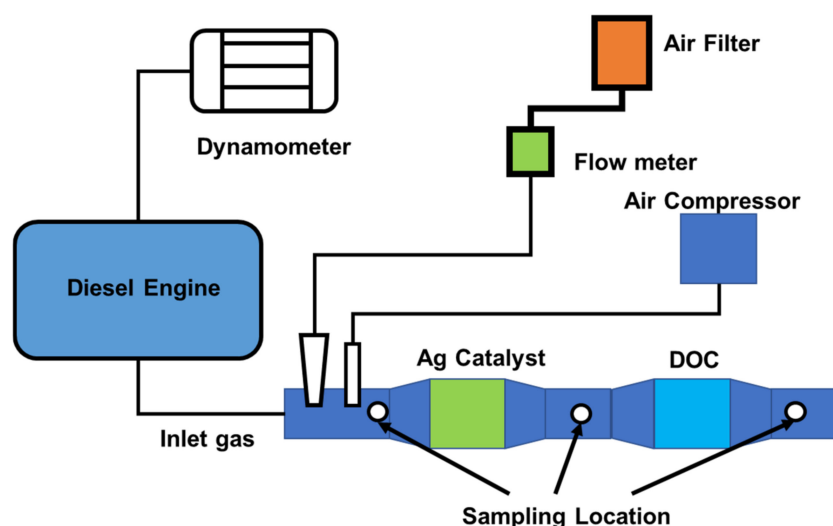 Air Filter
Dynamometer
Flow meter
Air Compressor
Diesel Engine
Ag Catalyst
DOC
Inlet gas
Sampling Location